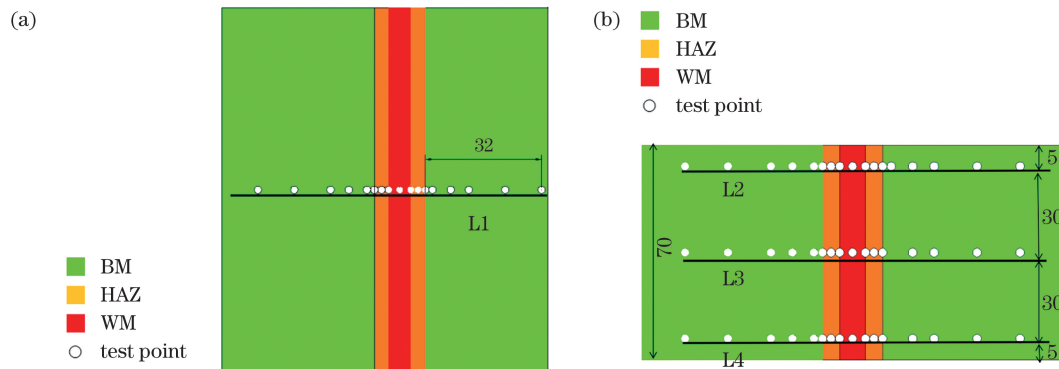 (a)
32
L1
BM
HAZ
WM
test point
(b)
BM
HAZ
WM
test point
5
L2
30
70
L3
30
L4
5